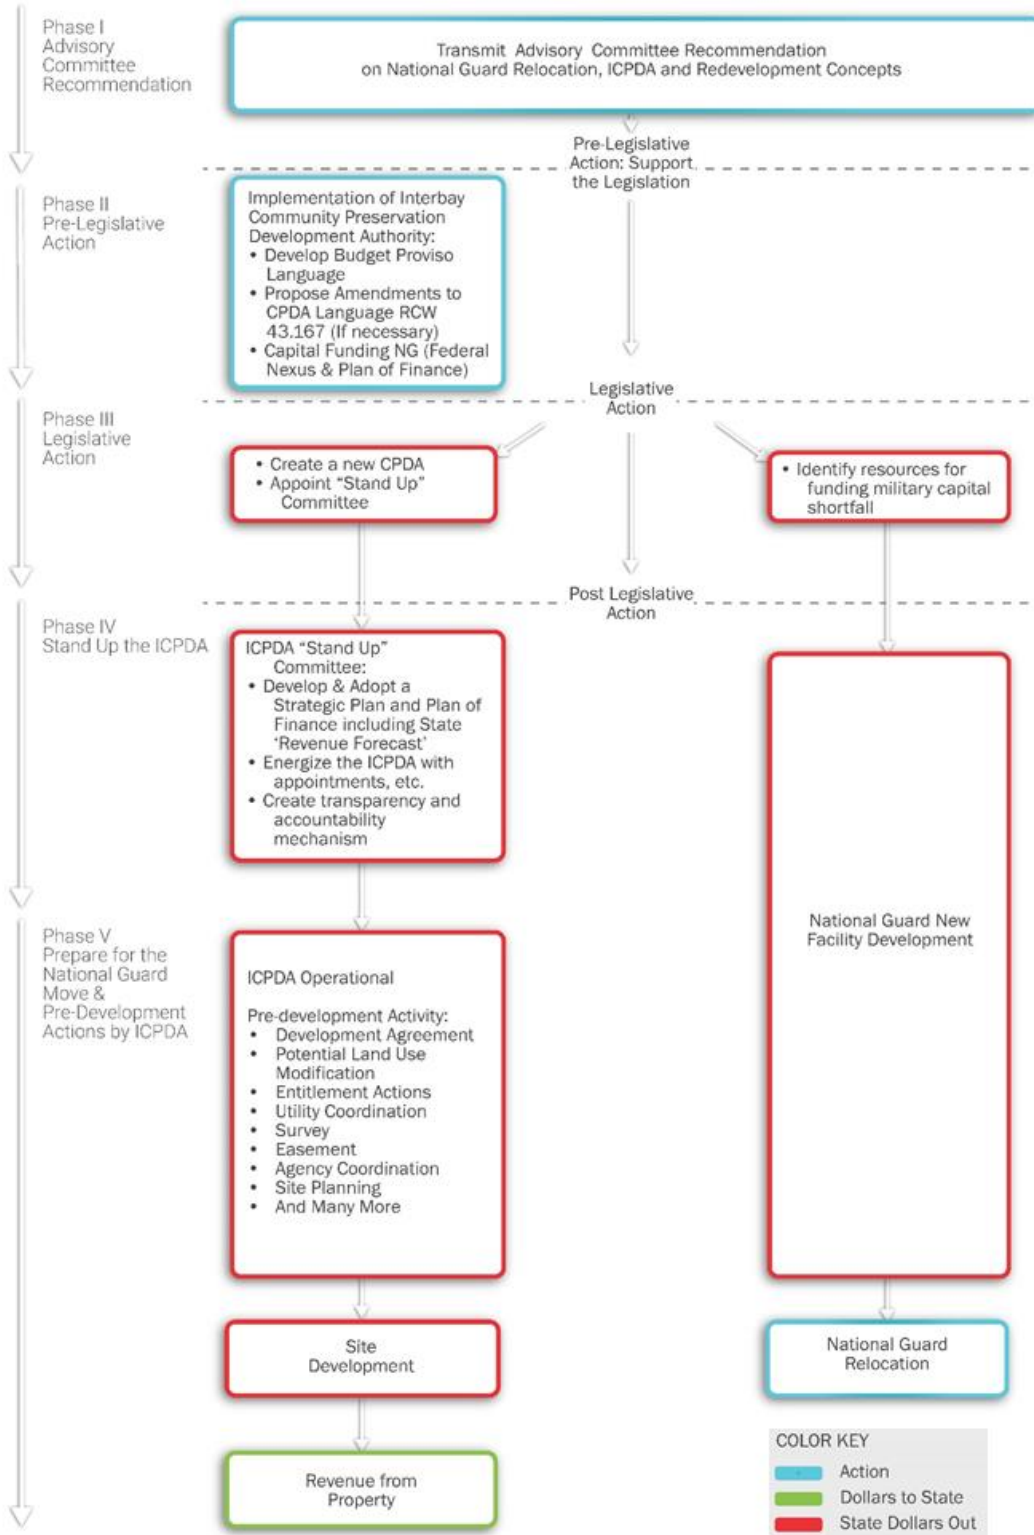 Phase I
Advisory
Committee
Recommendation
Transmit Advisory Committee Recommendation
on National Guard Relocation, ICPDA and Redevelopment Concepts
Pre-Legislative
Action: Support
the Legislation
Phase II
Pre-Legislative
Action
Implementation of Interbay
Community Preservation
Development Authority:
• Develop Budget Proviso
Language
• Propose Amendments to
CPDA Language RCW
43.167 (If necessary)
• Capital Funding NG (Federal
Nexus & Plan of Finance)
Legislative
Action
Phase III
Legislative
Action
• Create a new CPDA
• Appoint “Stand Up”
Committee
• Identify resources for
funding military capital
shortfall
Post Legislative
Action
Phase IV
Stand Up the ICPDA
ICPDA “Stand Up”
Committee:
• Develop & Adopt a
Strategic Plan and Plan of
Finance including State
‘Revenue Forecast’
• Energize the ICPDA with
appointments, etc.
• Create transparency and
accountability
mechanism
Phase V
Prepare for the
National Guard
Move &
Pre-Development
Actions by ICPDA
ICPDA Operational
Pre-development Activity:
• Development Agreement
• Potential Land Use
Modification
• Entitlement Actions
• Utility Coordination
• Survey
• Easement
• Agency Coordination
• Site Planning
• And Many More
National Guard New
Facility Development
Site
Development
National Guard
Relocation
Revenue from
Property
COLOR KEY
Action
Dollars to State
State Dollars Out